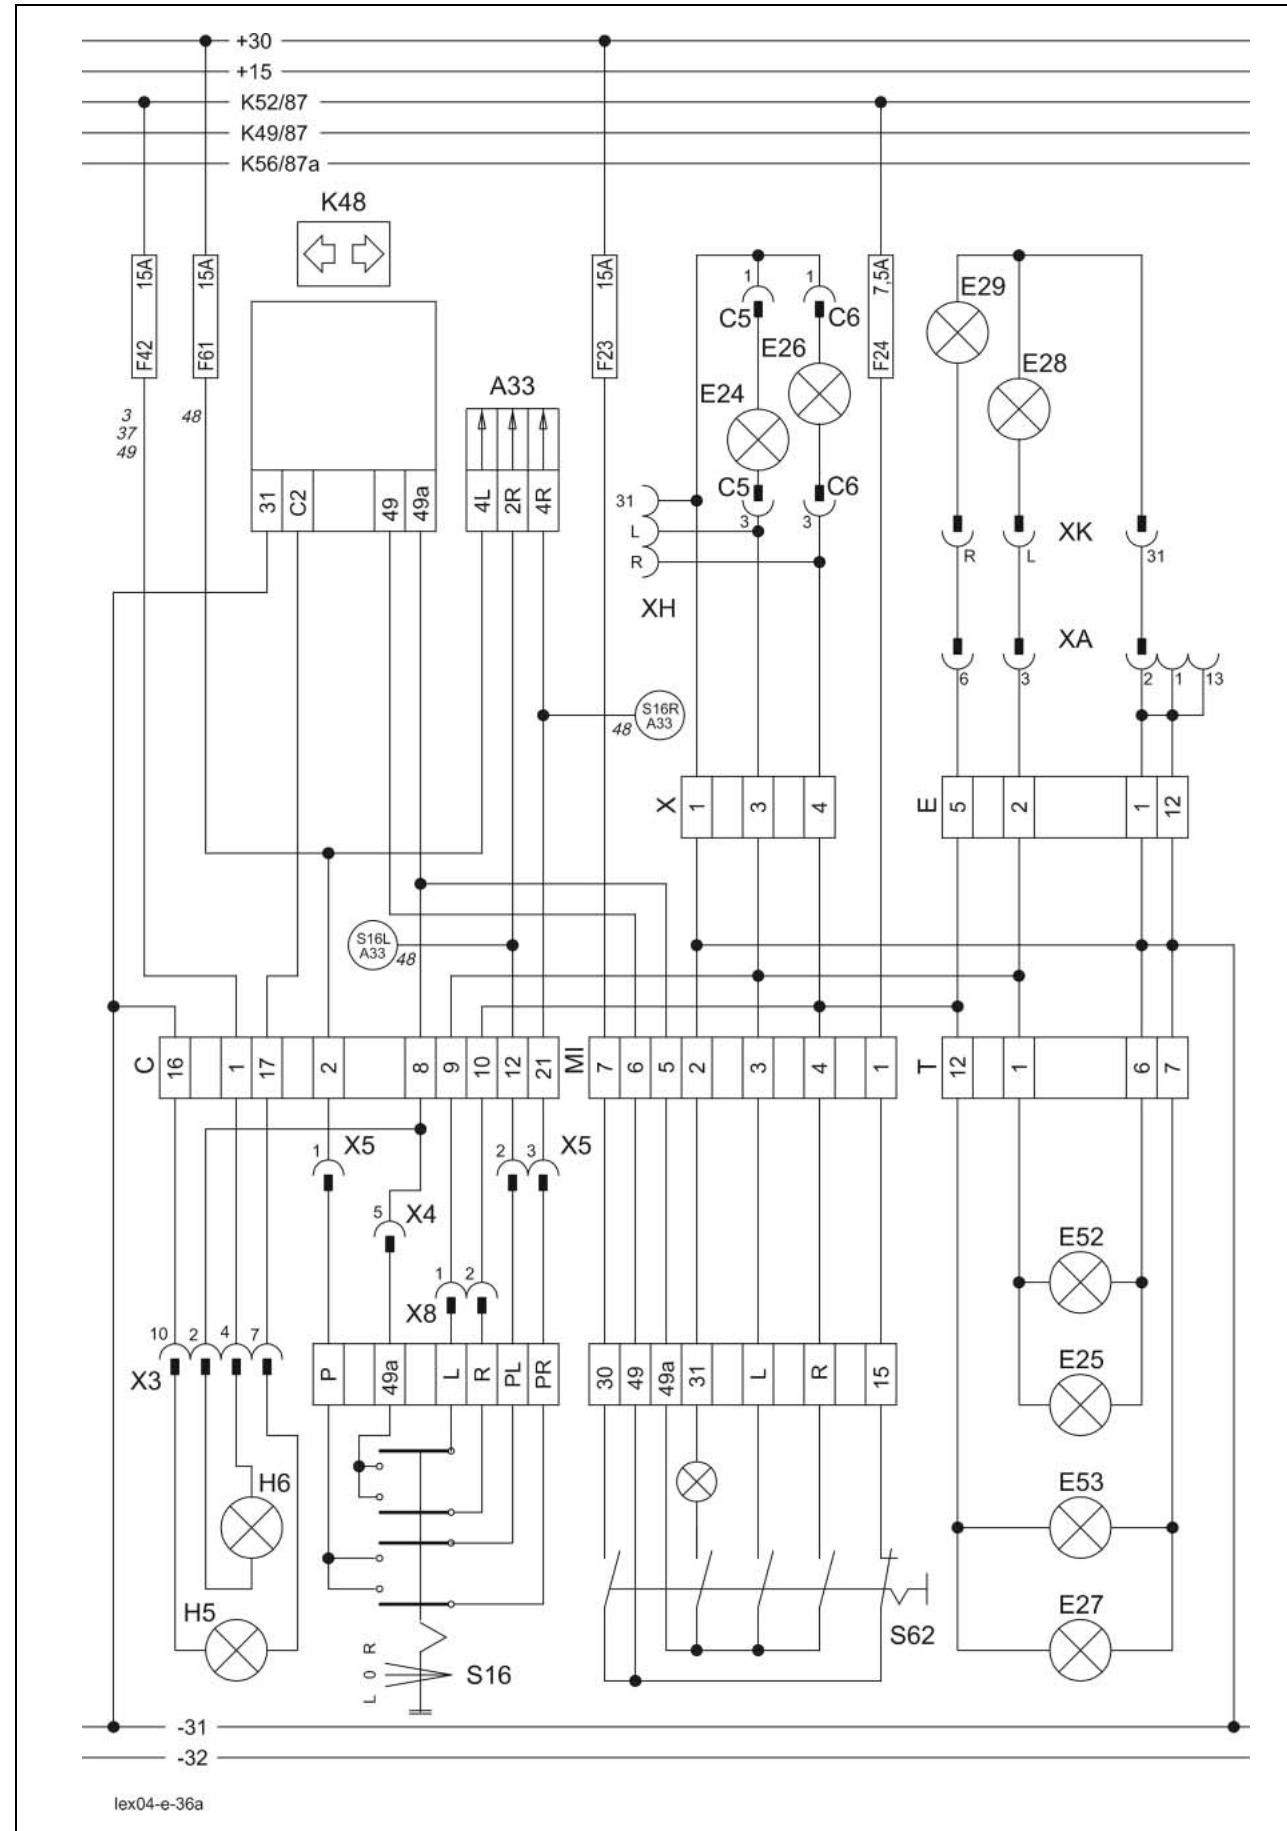 +30
+15
K52/87
K49/87
K56/87a
K48
15A
F42
15A
F61
15A
F23
7,5A
F24
3
37
49
48
31
C2
49
49a
A33
4L
2R
4R
1
1
C5
C6
E26
E24
C5
C6
3
3
31
L
R
XH
E29
E28
XK
R
L
31
XA
6
3
2
1
13
S16R
A33
48
X
1
3
4
E
5
2
1
12
S16L
A33
48
C
16
1
17
2
8
9
10
12
21
MI
7
6
5
2
3
4
1
T
12
1
6
7
1
X5
2
3
X5
5
X4
1
2
X8
10
2
4
7
X3
P
49a
L
R
PL
PR
30
49
49a
31
L
R
15
E52
E25
E53
E27
H6
H5
L 0 R
S16
S62
-31
-32
lex04-e-36a